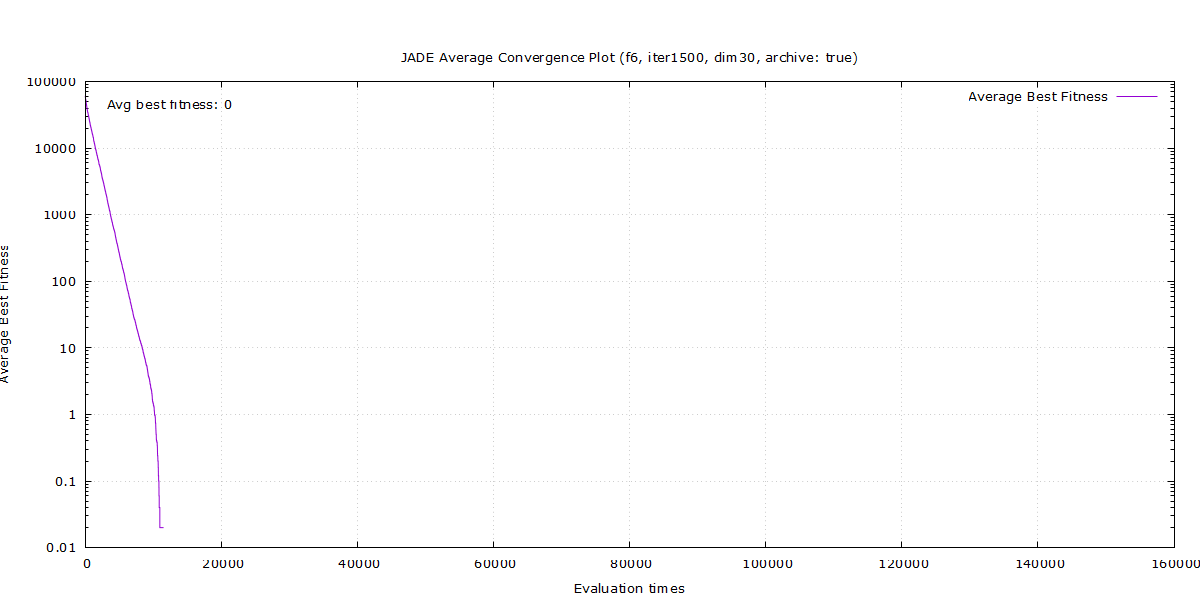 JADE Average Convergence Plot (f6, iter1500, dim30, archive: true)
100000
Avg best fitness: 0
Average Best Fitness
10000
1000
100
10
1
0.1
0.01
Average Best Fitness
0 20000 40000 60000 80000 100000 120000 140000 160000
Evaluation times